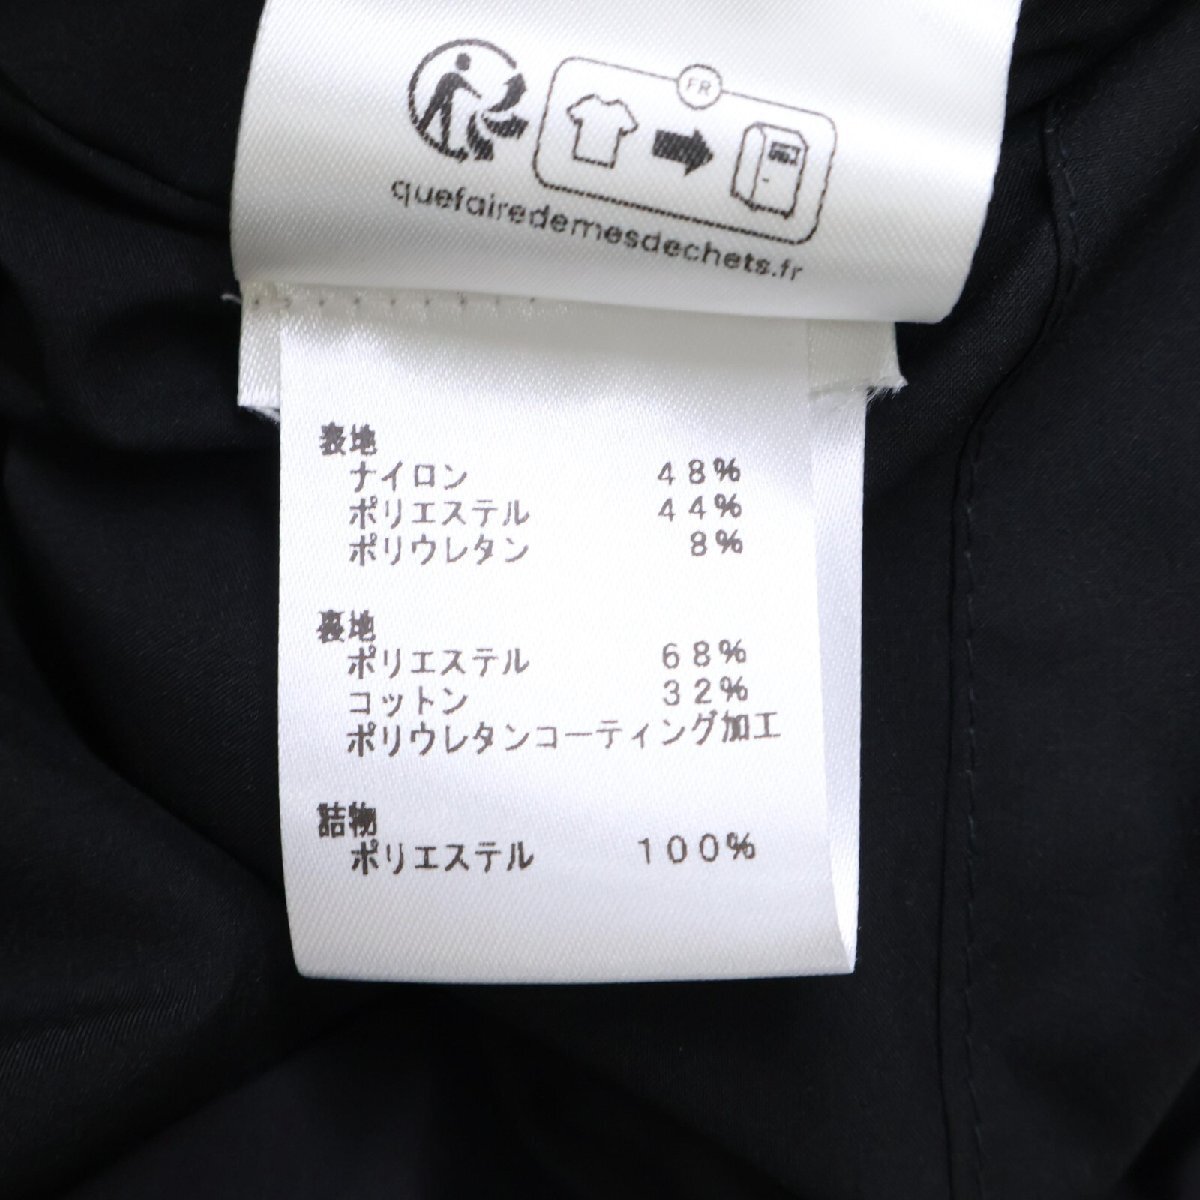 FR
quefairedemesdechets.fr
表地
ナイロン 48%
ポリエステル 44%
ポリウレタン 8%
裏地
ポリエステル 68%
コットン 32%
ポリウレタンコーティング加工
詰物
ポリエステル 100%